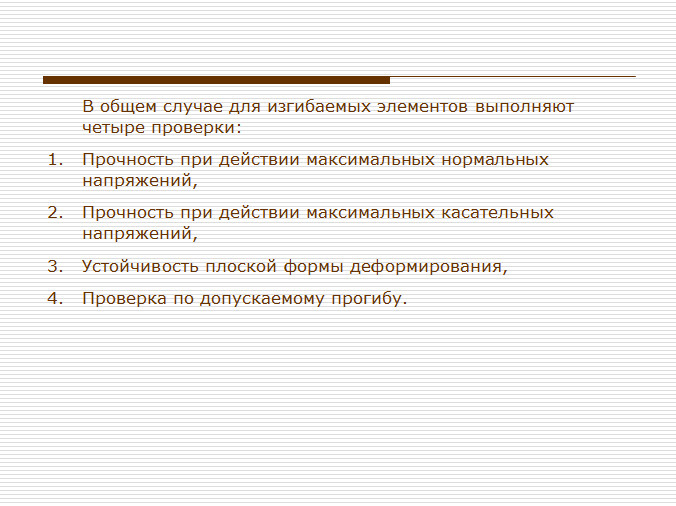 В общем случае для изгибаемых элементов выполняют
четыре проверки:
1. Прочность при действии максимальных нормальных
напряжений,
2. Прочность при действии максимальных касательных
напряжений,
3. Устойчивость плоской формы деформирования,
4. Проверка по допускаемому прогибу.